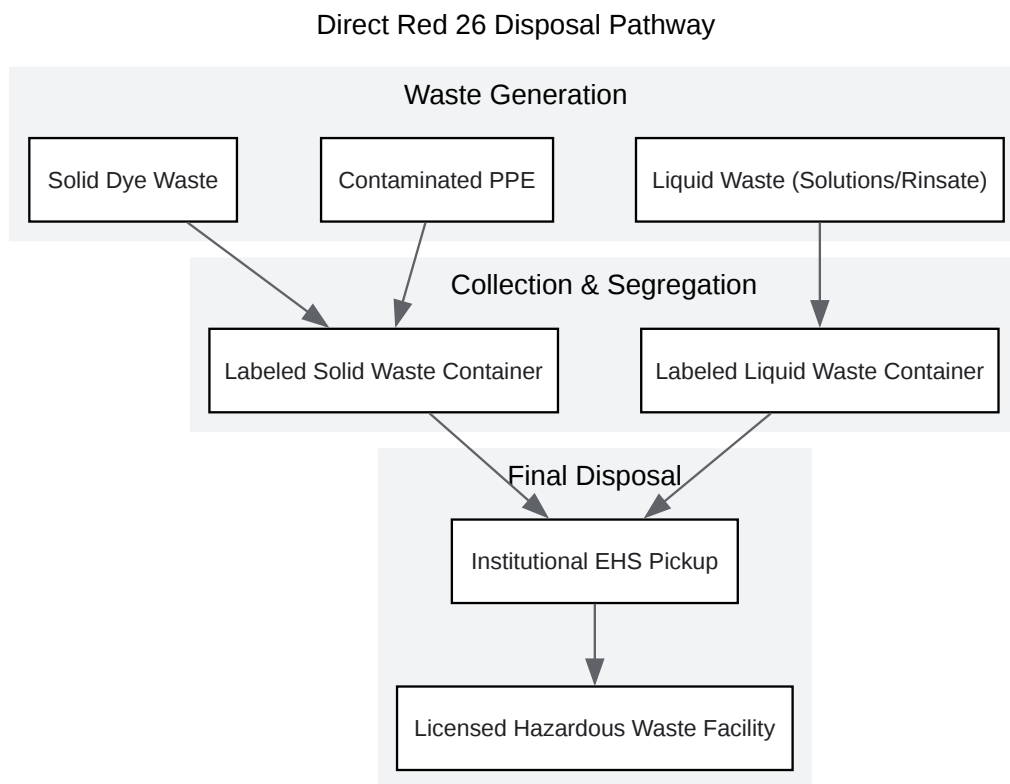 Direct Red 26 Disposal Pathway
Waste Generation
Solid Dye Waste
Contaminated PPE
Liquid Waste (Solutions/Rinsate)
Collection & Segregation
Labeled Solid Waste Container
Labeled Liquid Waste Container
Final Disposal
Institutional EHS Pickup
Licensed Hazardous Waste Facility